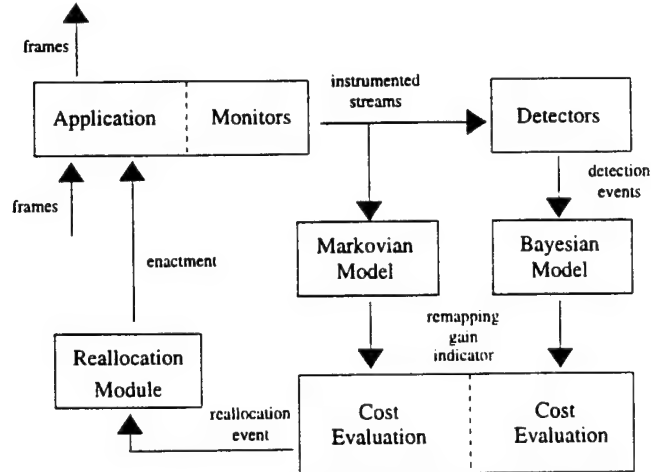 frames
Application
Monitors
instrumented
streams
Detectors
frames
detection
events
enactment
Markovian
Model
Bayesian
Model
remapping
gain
indicator
Reallocation
Module
reallocation
event
Cost
Evaluation
Cost
Evaluation